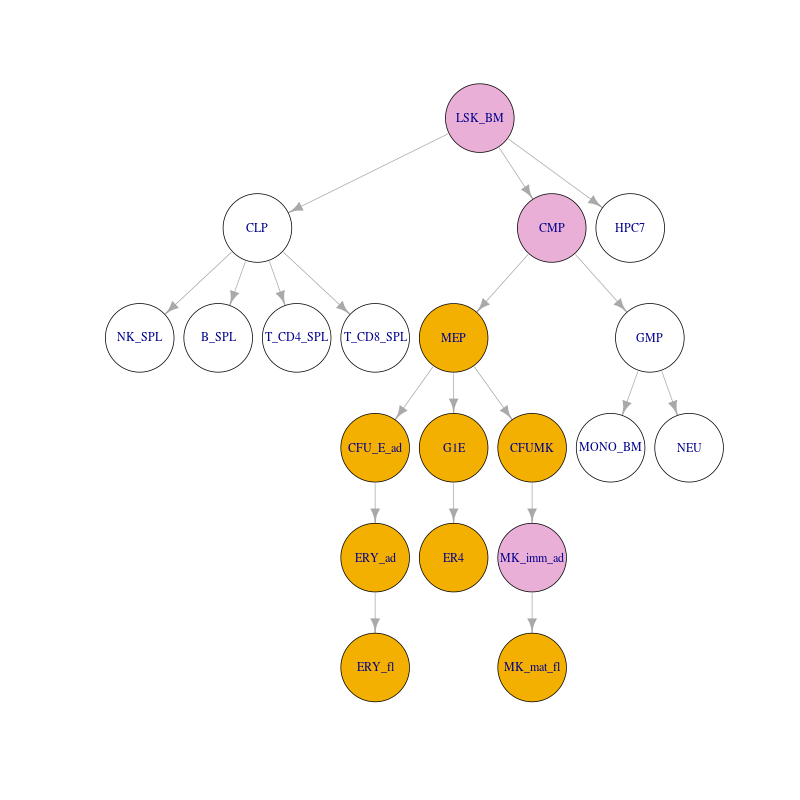 LSK_BM
CLP
CMP
HPC7
NK_SPL
B_SPL
T_CD4_SPL
T_CD8_SPL
MEP
GMP
CFU_E_ad
G1E
CFUMK
MONO_BM
NEU
ERY_ad
ER4
MK_imm_ad
ERY_fl
MK_mat_fl